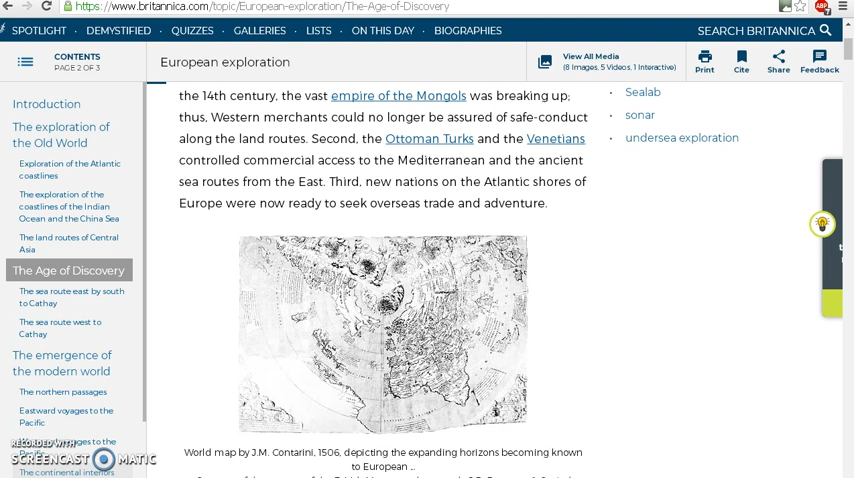 https://www.britannica.com/topic/European-exploration/The-Age-of-Discovery
ABP
7
SPOTLIGHT · DEMYSTIFIED · QUIZZES · GALLERIES · LISTS · ON THIS DAY · BIOGRAPHIES
SEARCH BRITANNICA
CONTENTS
PAGE 2 OF 3
European exploration
View All Media
(8 Images, 5 Videos, 1 Interactive)
Print
Cite
Share
Feedback
Introduction
The exploration of
the Old World
Exploration of the Atlantic
coastlines
The exploration of the
coastlines of the Indian
Ocean and the China Sea
The land routes of Central
Asia
The Age of Discovery
The sea route east by south
to Cathay
The sea route west to
Cathay
The emergence of
the modern world
The northern passages
Eastward voyages to the
Pacific
The continental interiors
the 14th century, the vast empire of the Mongols was breaking up;
thus, Western merchants could no longer be assured of safe-conduct
along the land routes. Second, the Ottoman Turks and the Venetians
controlled commercial access to the Mediterranean and the ancient
sea routes from the East. Third, new nations on the Atlantic shores of
Europe were now ready to seek overseas trade and adventure.
World map by J.M. Contarini, 1506, depicting the expanding horizons becoming known
to European ...
· Sealab
· sonar
· undersea exploration
RECORDED WITH
SCREENCAST MATIC